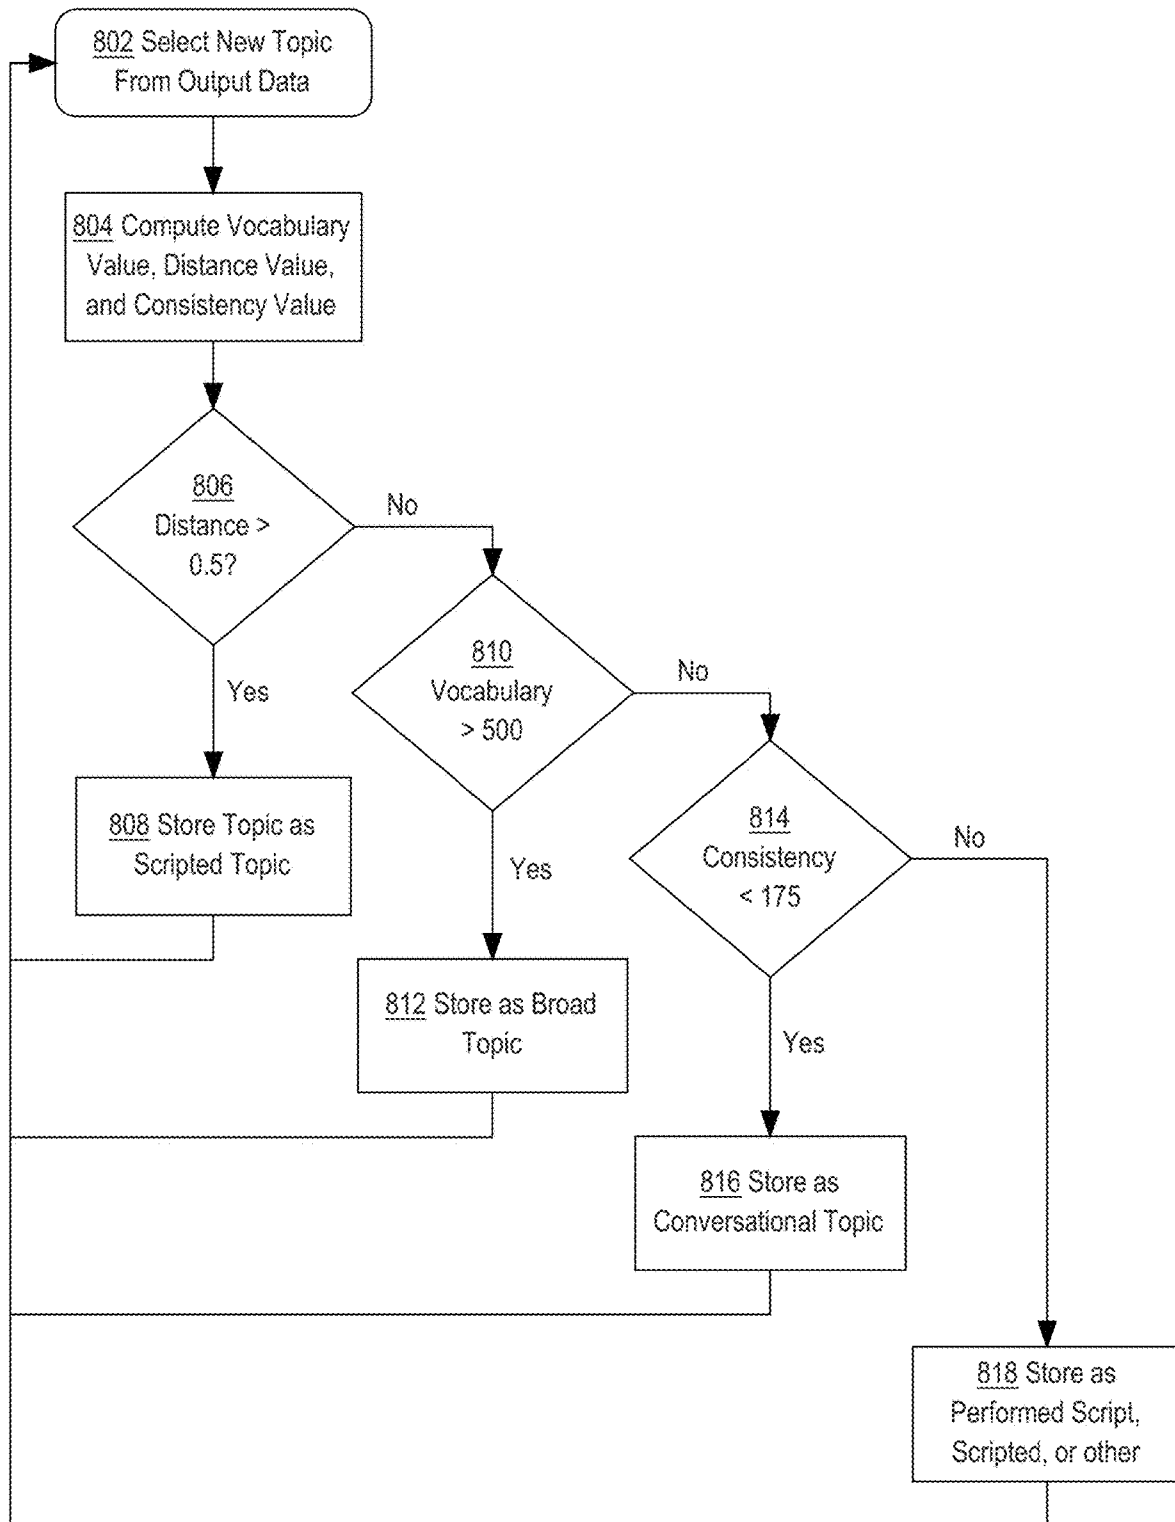 802 Select New Topic
From Output Data
804 Compute Vocabulary
Value, Distance Value,
and Consistency Value
806
Distance >
0.5?
No
Yes
808 Store Topic as
Scripted Topic
810
Vocabulary
> 500
No
Yes
812 Store as Broad
Topic
814
Consistency
< 175
No
Yes
816 Store as
Conversational Topic
818 Store as
Performed Script,
Scripted, or other